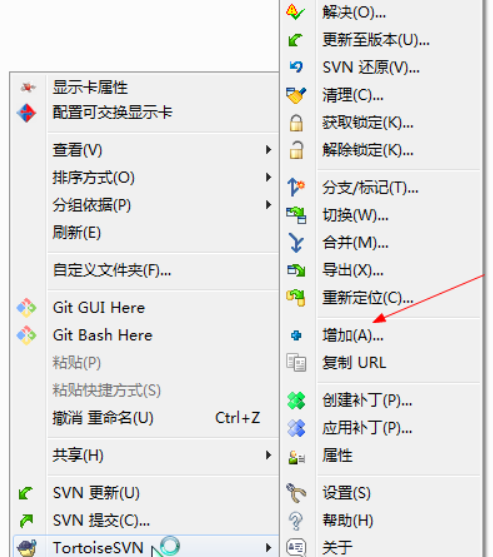 显示卡属性
配置可交换显示卡
查看(V)
排序方式(O)
分组依据(P)
刷新(E)
自定义文件夹(F)...
Git GUI Here
Git Bash Here
粘贴(P)
粘贴快捷方式(S)
撤消 重命名(U) Ctrl+Z
共享(H)
SVN 更新(U)
SVN 提交(C)...
TortoiseSVN
解决(O)...
更新至版本(U)...
SVN 还原(V)...
清理(C)...
获取锁定(K)...
解除锁定(K)...
分支/标记(T)...
切换(W)...
合并(M)...
导出(X)...
重新定位(C)...
增加(A)...
复制 URL
创建补丁(P)...
应用补丁(P)...
属性
设置(S)
帮助(H)
关于